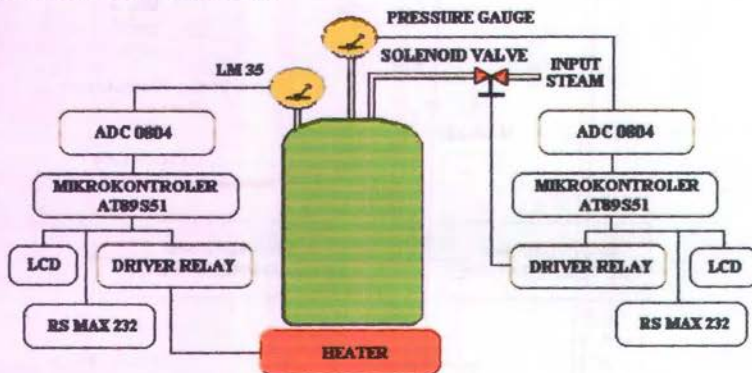 PRESSURE GAUGE
SOLENOID VALVE
INPUT
STEAM
LM 35
ADC 0804
ADC 0804
MIKROKONTROLER
AT89S51
MIKROKONTROLER
AT89S51
LCD
DRIVER RELAY
DRIVER RELAY
LCD
RS MAX 232
RS MAX 232
HEATER